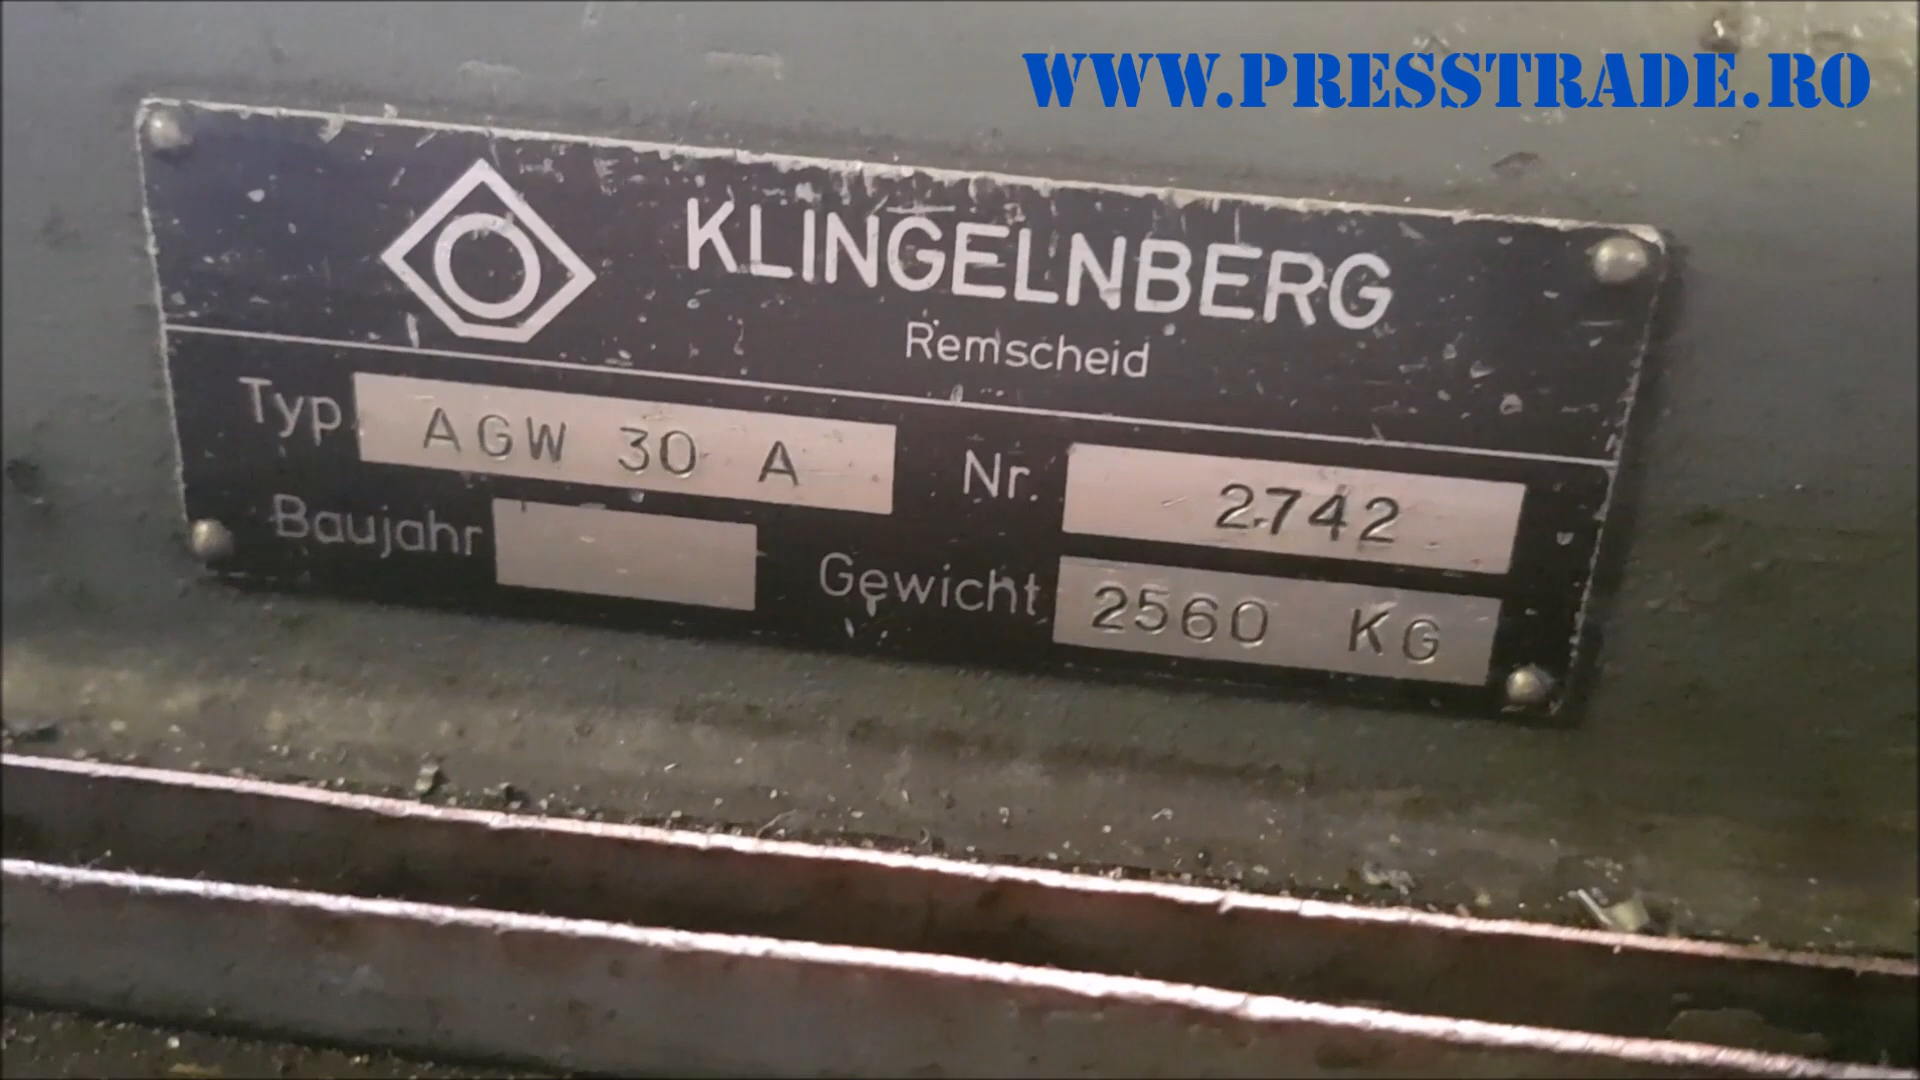 WWW.PRESSTRADE.RO
KLINGELNBERG
Remscheid
Typ AGW 30 A Nr. 2742
Baujahr Gewicht 2560 KG